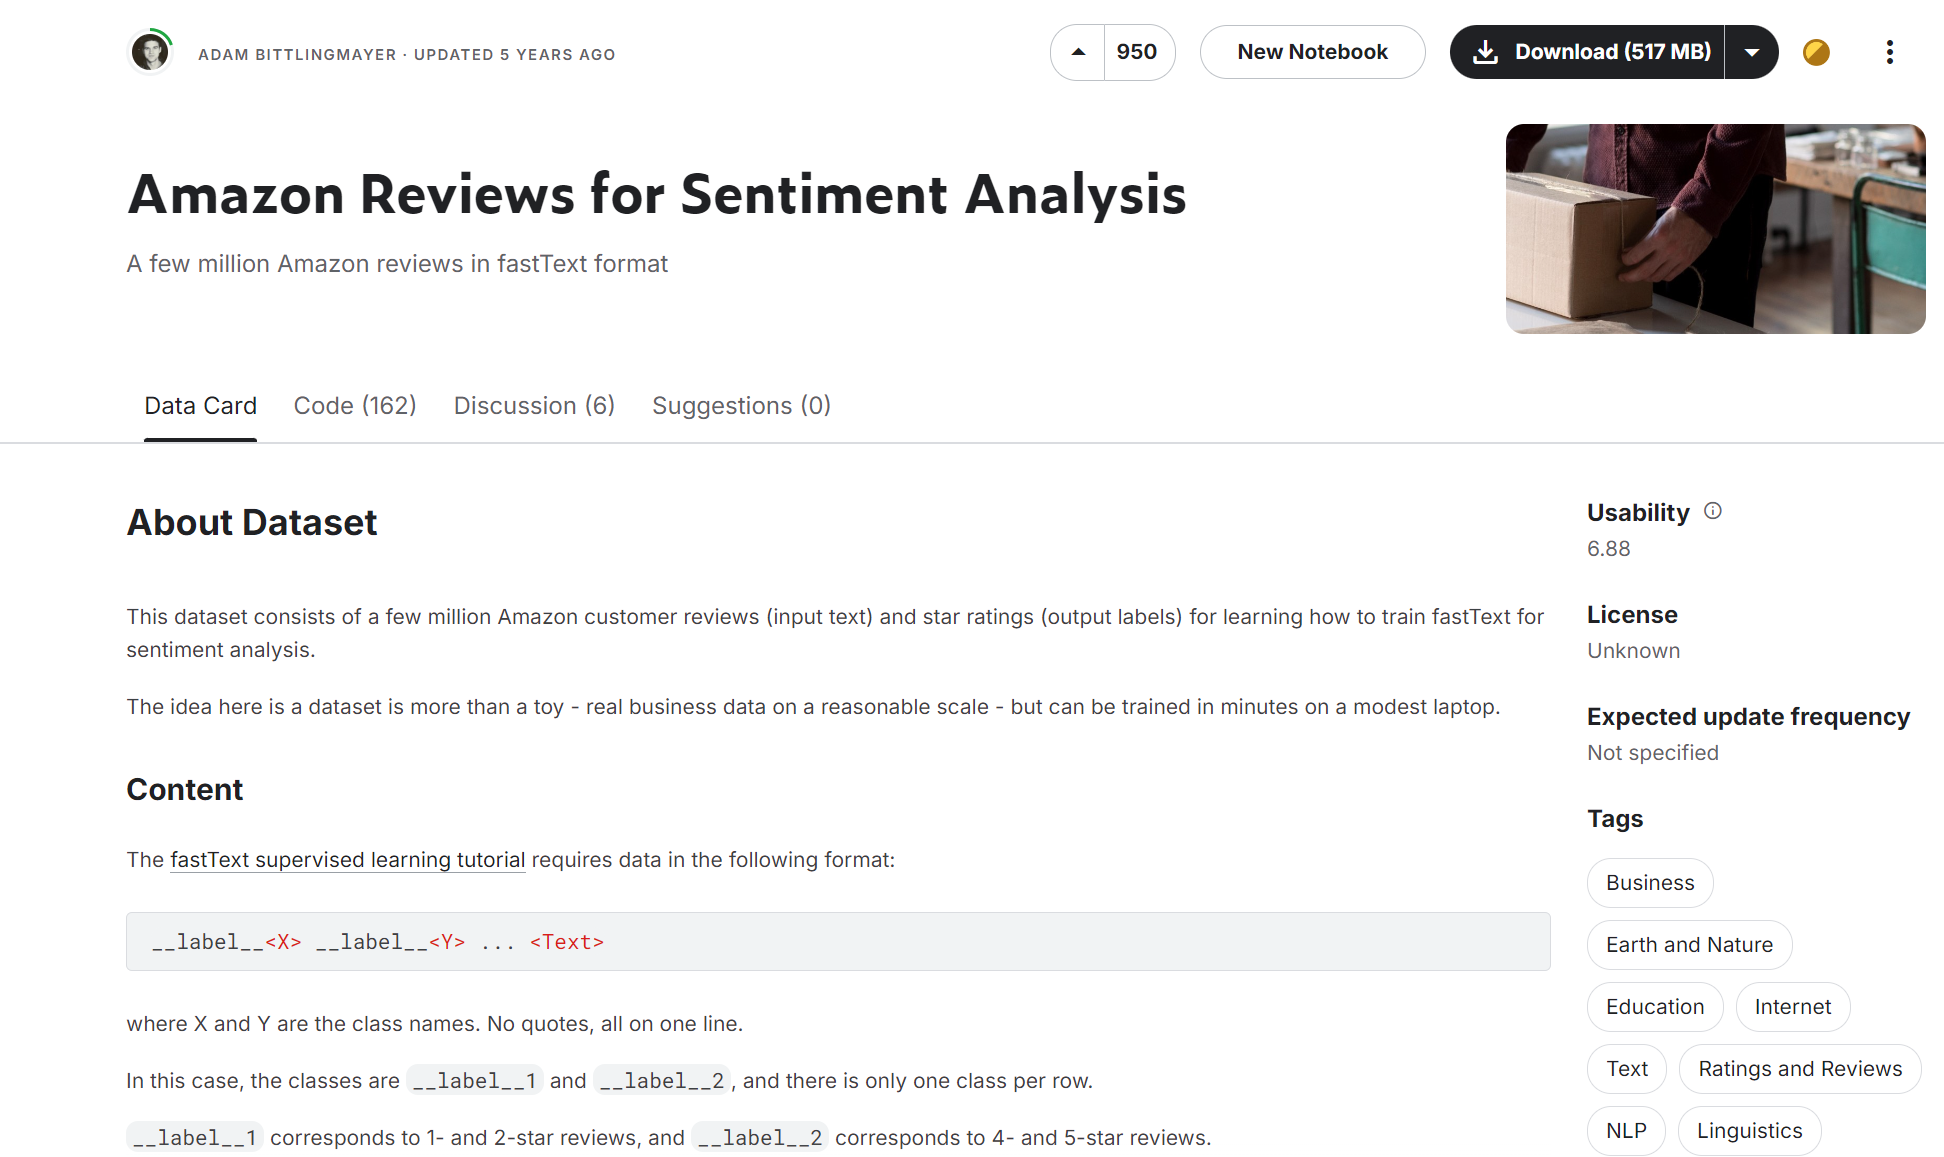 ADAM BITTLINGMAYER · UPDATED 5 YEARS AGO
950
New Notebook
Download (517 MB)
Amazon Reviews for Sentiment Analysis
A few million Amazon reviews in fastText format
Data Card
Code (162)
Discussion (6)
Suggestions (0)
About Dataset
This dataset consists of a few million Amazon customer reviews (input text) and star ratings (output labels) for learning how to train fastText for
sentiment analysis.
The idea here is a dataset is more than a toy - real business data on a reasonable scale - but can be trained in minutes on a modest laptop.
Content
The fastText supervised learning tutorial requires data in the following format:
__label__<X> __label__<Y> ... <Text>
where X and Y are the class names. No quotes, all on one line.
In this case, the classes are __label__1 and __label__2, and there is only one class per row.
__label__1 corresponds to 1- and 2-star reviews, and __label__2 corresponds to 4- and 5-star reviews.
Usability
6.88
License
Unknown
Expected update frequency
Not specified
Tags
Business
Earth and Nature
Education
Internet
Text
Ratings and Reviews
NLP
Linguistics